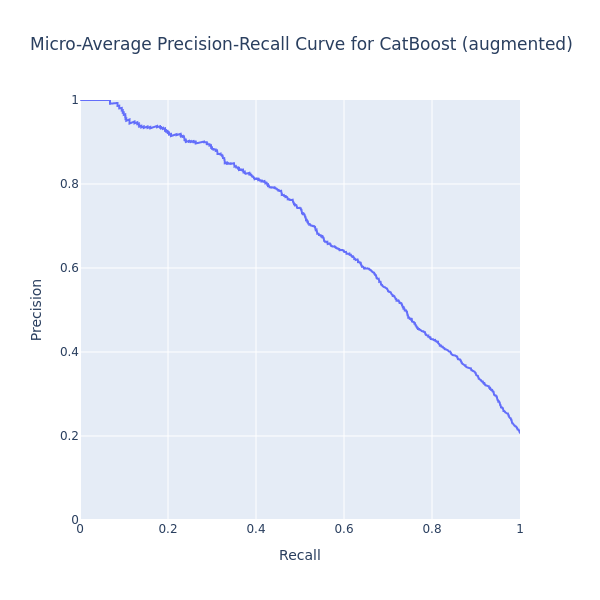 Micro-Average Precision-Recall Curve for CatBoost (augmented)
1
0.8
0.6
0.4
0.2
0
Precision
0 0.2 0.4 0.6 0.8 1
Recall